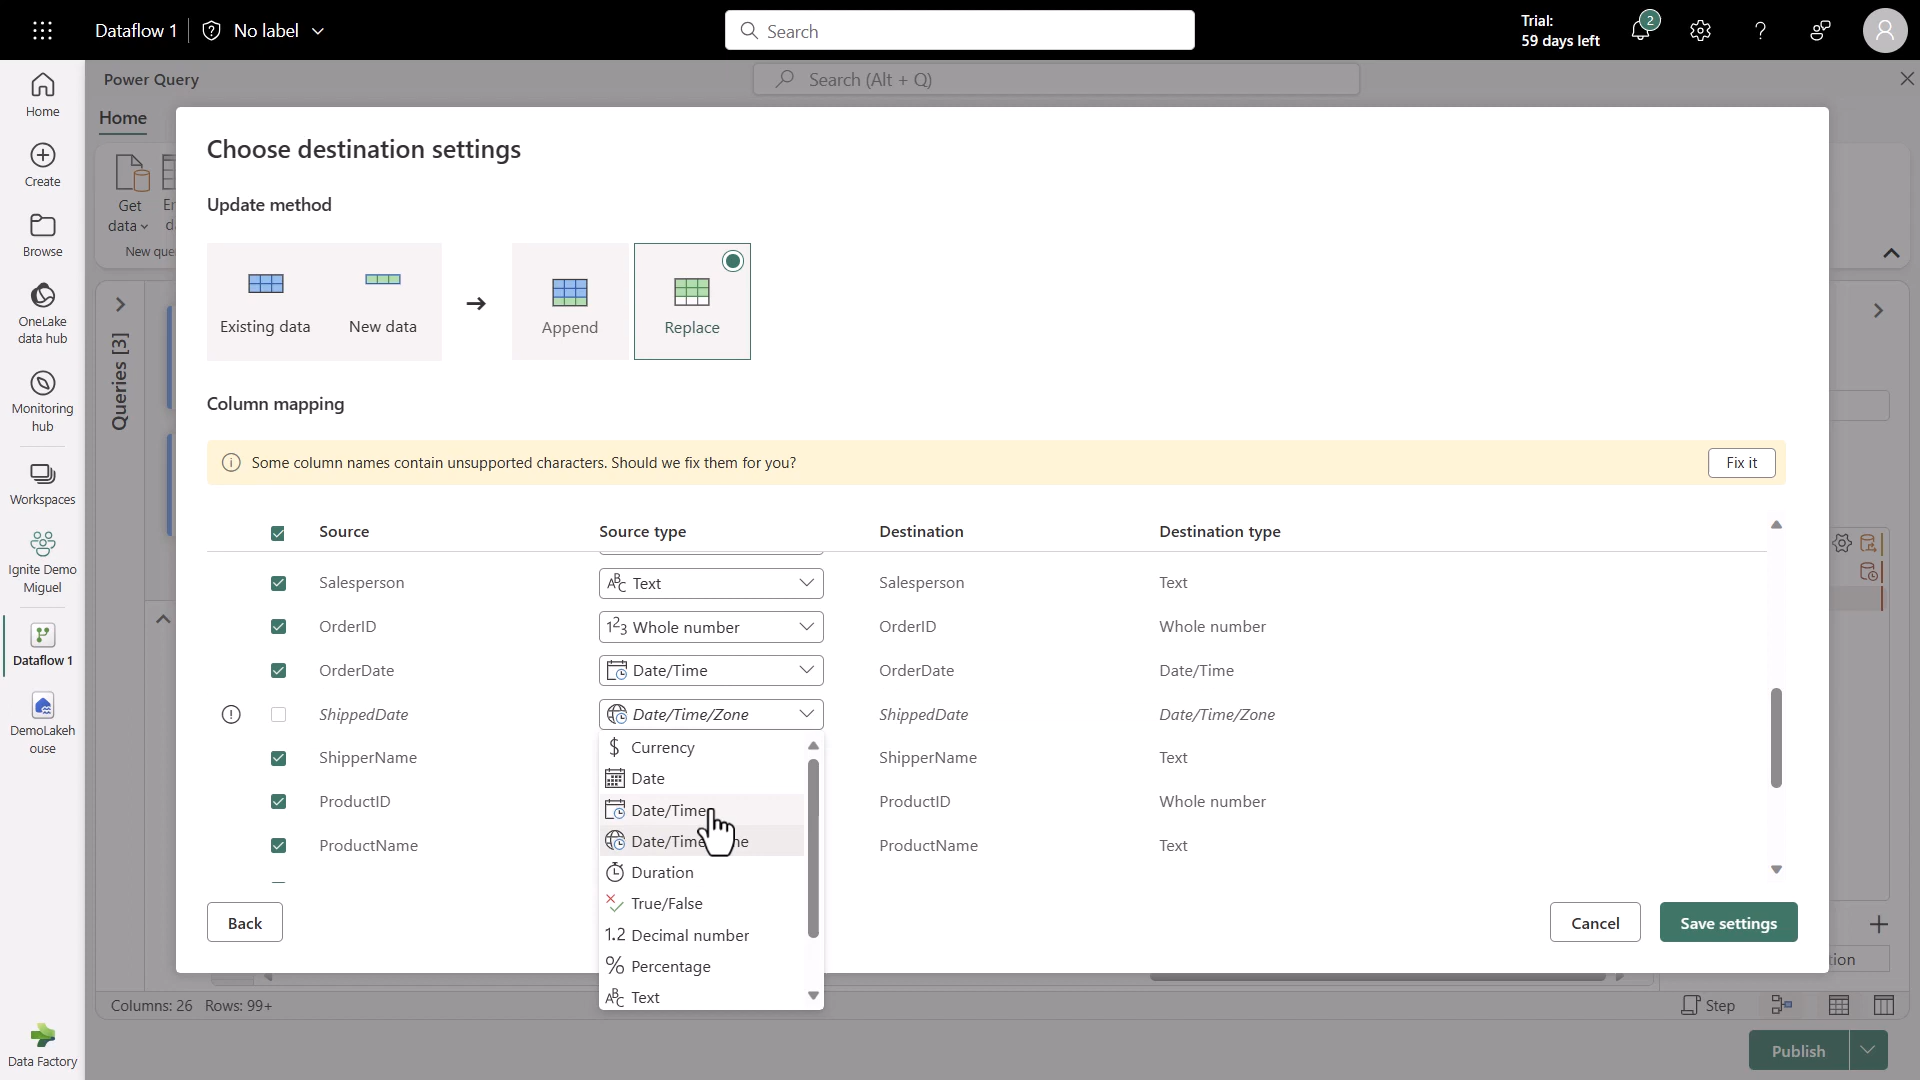 Dataflow 1
No label
Search
Trial:
59 days left
2
Power Query
Search (Alt + Q)
Home
Home
Create
Browse
OneLake
data hub
Monitoring
hub
Workspaces
Ignite Demo
Miguel
Dataflow 1
DemoLakeh
ouse
Data Factory
Get
data
New que
Queries [3]
Choose destination settings
Update method
Existing data
New data
Append
Replace
Column mapping
Some column names contain unsupported characters. Should we fix them for you?
Fix it
Source
Source type
Destination
Destination type
Salesperson
Text
Salesperson
Text
OrderID
Whole number
OrderID
Whole number
OrderDate
Date/Time
OrderDate
Date/Time
ShippedDate
Date/Time/Zone
ShippedDate
Date/Time/Zone
ShipperName
ShipperName
Text
ProductID
ProductID
Whole number
ProductName
ProductName
Text
$ Currency
Date
Date/Time
Date/Time ne
Duration
True/False
1.2 Decimal number
% Percentage
Text
Back
Cancel
Save settings
tion
Columns: 26 Rows: 99+
Step
Publish